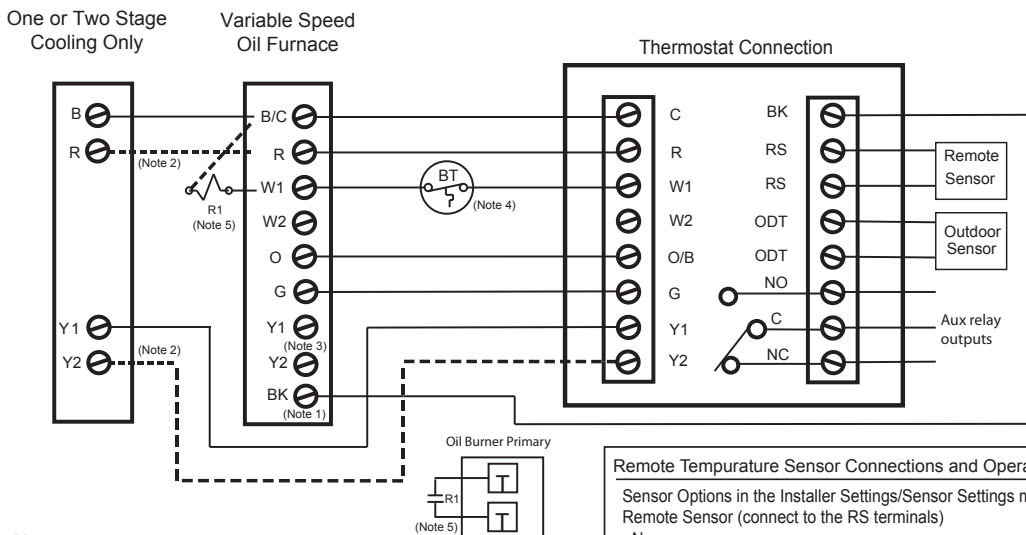 One or Two Stage
Cooling Only
Variable Speed
Oil Furnace
Thermostat Connection
B
R
(Note 2)
Y1
Y2
(Note 2)
R1
(Note 5)
B/C
R
W1
W2
O
G
Y1
(Note 3)
Y2
BK
(Note 1)
BT
(Note 4)
C
R
W1
W2
O/B
G
Y1
Y2
BK
RS
RS
ODT
ODT
NO
C
NC
Remote
Sensor
Outdoor
Sensor
Aux relay
outputs
Oil Burner Primary
T
T
R1
(Note 5)
Remote Tempurature Sensor Connections and Opera
Sensor Options in the Installer Settings/Sensor Settings m
Remote Sensor (connect to the RS terminals)